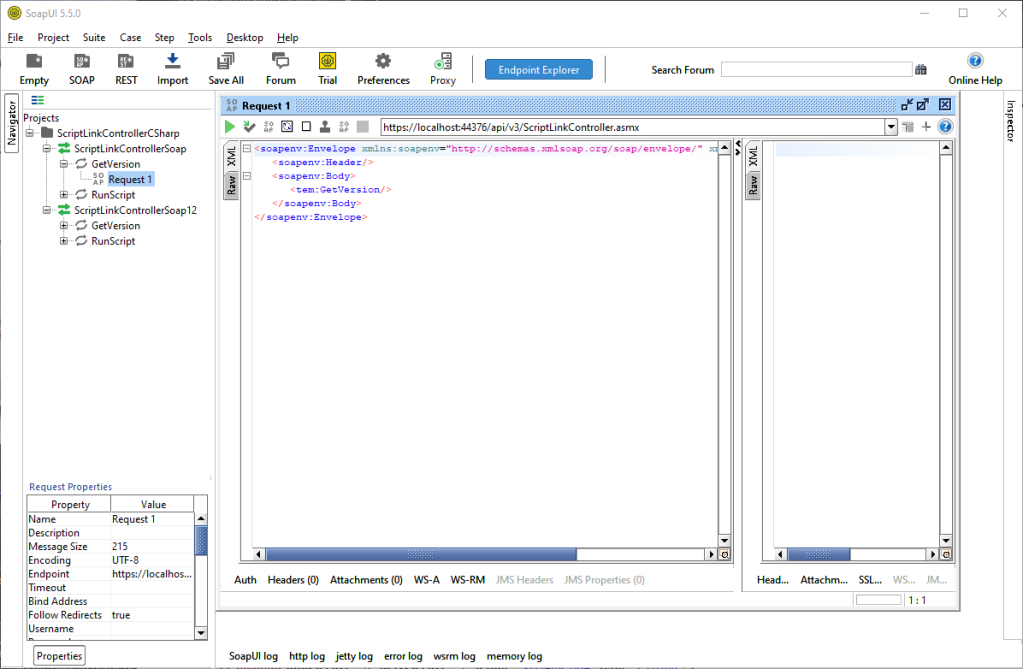 SoapUI 5.5.0
File Project Suite Case Step Tools Desktop Help
Empty SOAP REST Import Save All Forum Trial Preferences Proxy Endpoint Explorer Search Forum Online Help
Navigator
Projects
ScriptLinkControllerCSharp
ScriptLinkControllerSoap
GetVersion
Request 1
RunScript
ScriptLinkControllerSoap12
GetVersion
RunScript
Request Properties
Property Value
Name Request 1
Description
Message Size 215
Encoding UTF-8
Endpoint https://localhos...
Timeout
Bind Address
Follow Redirects true
Username
Properties
Request 1
https://localhost:44376/api/v3/ScriptLinkController.asmx
XML
Raw
<soapenv:Envelope xmlns:soapenv="http://schemas.xmlsoap.org/soap/envelope/"
<soapenv:Header/>
<soapenv:Body>
<tem:GetVersion/>
</soapenv:Body>
</soapenv:Envelope>
XML
Raw
Auth Headers (0) Attachments (0) WS-A WS-RM JMS Headers JMS Properties (0)
Head... Attachm... SSL... WS... JM...
1 : 1
Inspector
SoapUI log http log jetty log error log wsrm log memory log